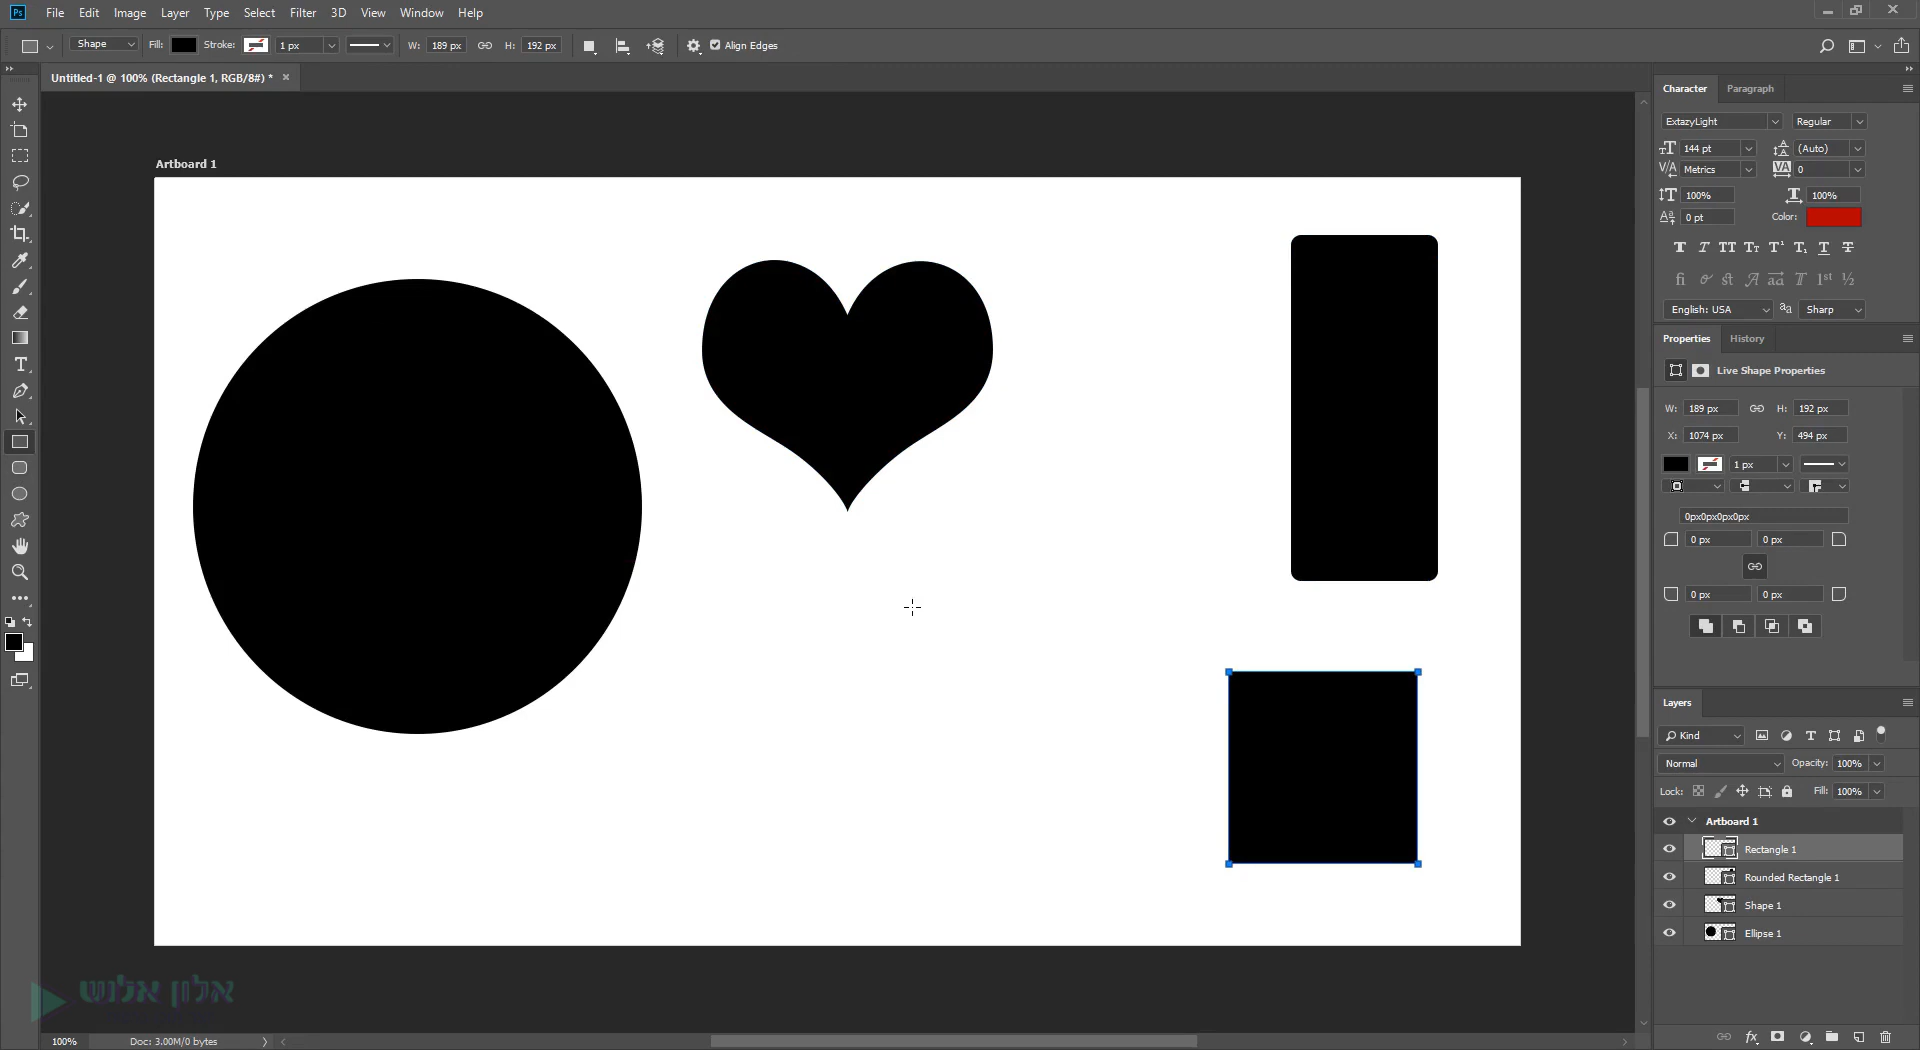 Ps File Edit Image Layer Type Select Filter 3D View Window Help
Shape Fill: Stroke: 1 px W: 189 px H: 192 px Align Edges
Untitled-1 @ 100% (Rectangle 1, RGB/8#) *
Artboard 1
Character Paragraph
ExtazyLight Regular
144 pt (Auto)
Metrics 0
100% 100%
0 pt Color:
English: USA Sharp
Properties History
Live Shape Properties
W: 189 px H: 192 px
X: 1074 px Y: 494 px
1 px
0px0px0px0px
0 px 0 px
0 px 0 px
Layers
Kind
Normal Opacity: 100%
Lock: Fill: 100%
Artboard 1
Rectangle 1
Rounded Rectangle 1
Shape 1
Ellipse 1
אלון אלוש
100% Doc: 3.00M/0 bytes